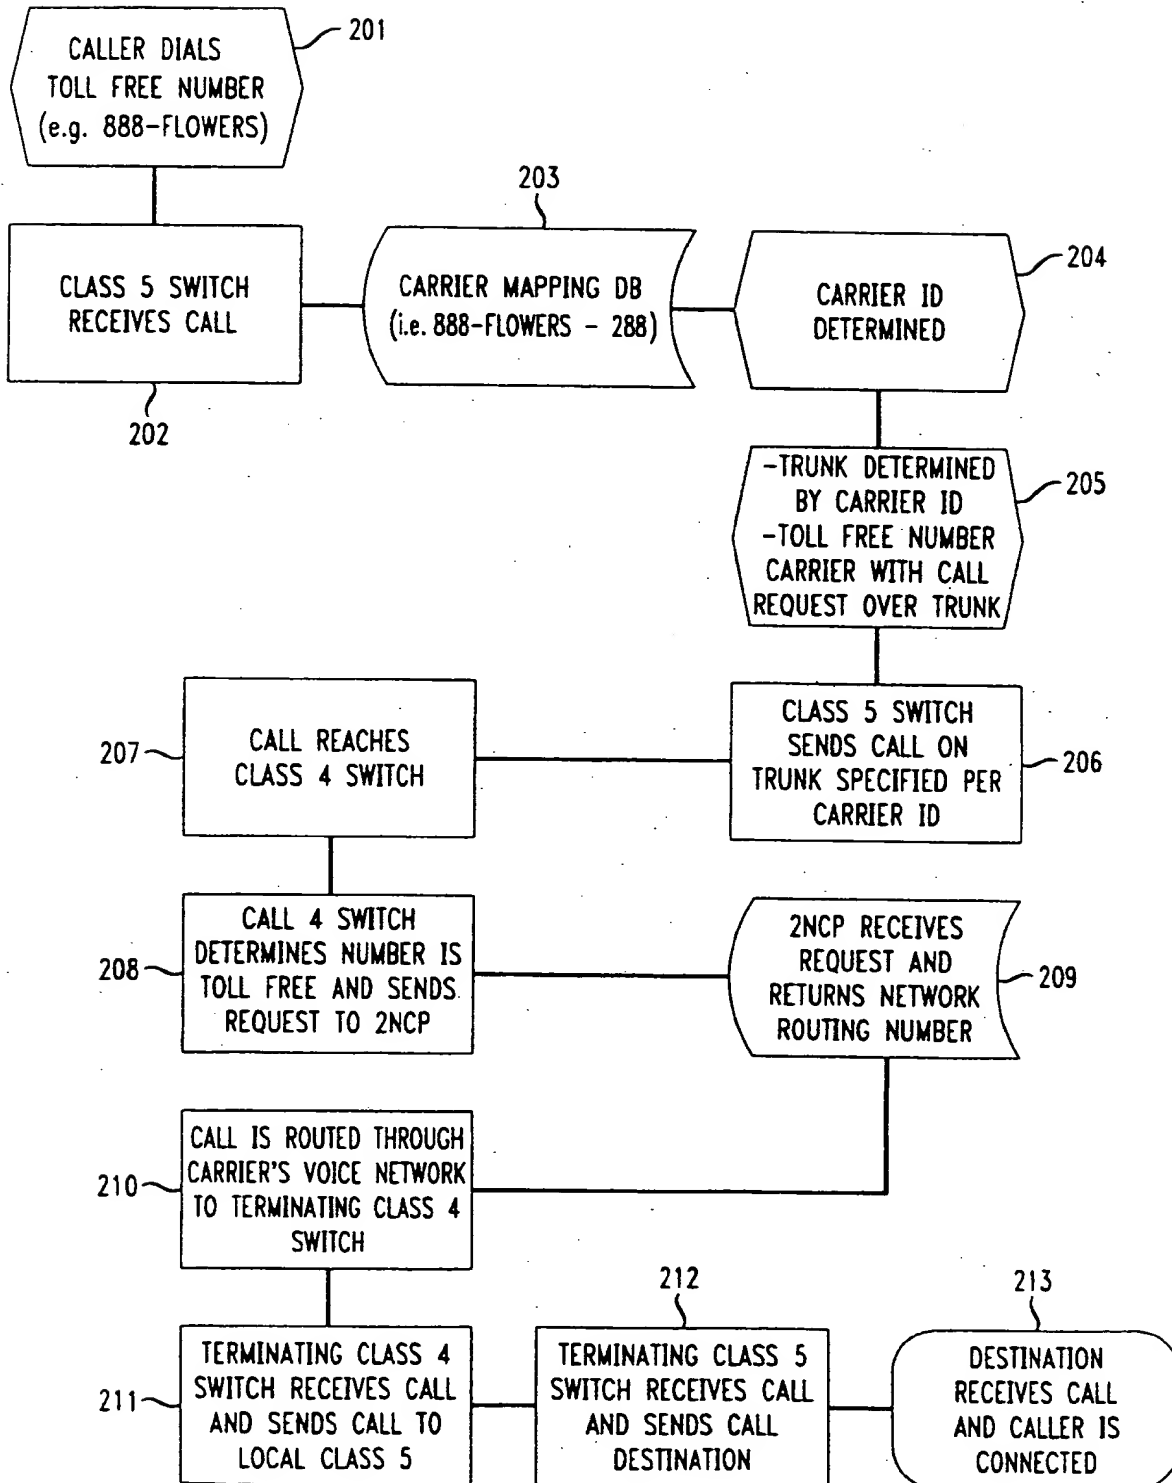 201
CALLER DIALS
TOLL FREE NUMBER
(e.g. 888-FLOWERS)
203
CLASS 5 SWITCH
RECEIVES CALL
202
CARRIER MAPPING DB
(i.e. 888-FLOWERS - 288)
CARRIER ID
DETERMINED
204
-TRUNK DETERMINED
BY CARRIER ID
-TOLL FREE NUMBER
CARRIER WITH CALL
REQUEST OVER TRUNK
205
CLASS 5 SWITCH
SENDS CALL ON
TRUNK SPECIFIED PER
CARRIER ID
206
207
CALL REACHES
CLASS 4 SWITCH
208
CALL 4 SWITCH
DETERMINES NUMBER IS
TOLL FREE AND SENDS
REQUEST TO 2NCP
2NCP RECEIVES
REQUEST AND
RETURNS NETWORK
ROUTING NUMBER
209
210
CALL IS ROUTED THROUGH
CARRIER'S VOICE NETWORK
TO TERMINATING CLASS 4
SWITCH
211
TERMINATING CLASS 4
SWITCH RECEIVES CALL
AND SENDS CALL TO
LOCAL CLASS 5
212
TERMINATING CLASS 5
SWITCH RECEIVES CALL
AND SENDS CALL
DESTINATION
213
DESTINATION
RECEIVES CALL
AND CALLER IS
CONNECTED